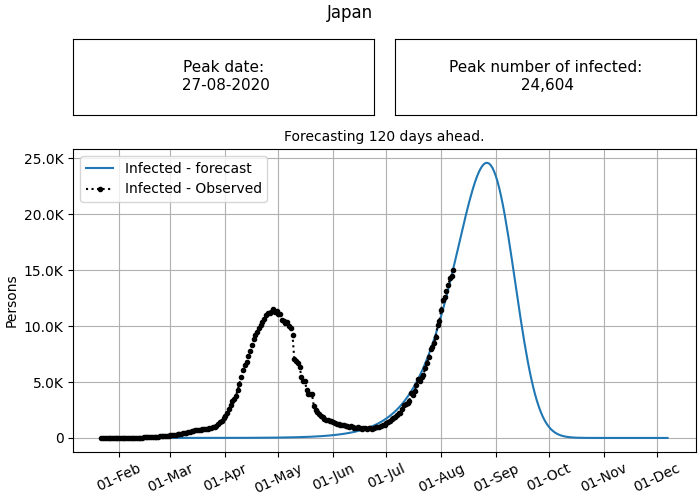 Japan
Peak date:
27-08-2020
Peak number of infected:
24,604
Forecasting 120 days ahead.
Infected - forecast
Infected - Observed
25.0K
20.0K
15.0K
10.0K
5.0K
0
Persons
01-Feb
01-Mar
01-Apr
01-May
01-Jun
01-Jul
01-Aug
01-Sep
01-Oct
01-Nov
01-Dec